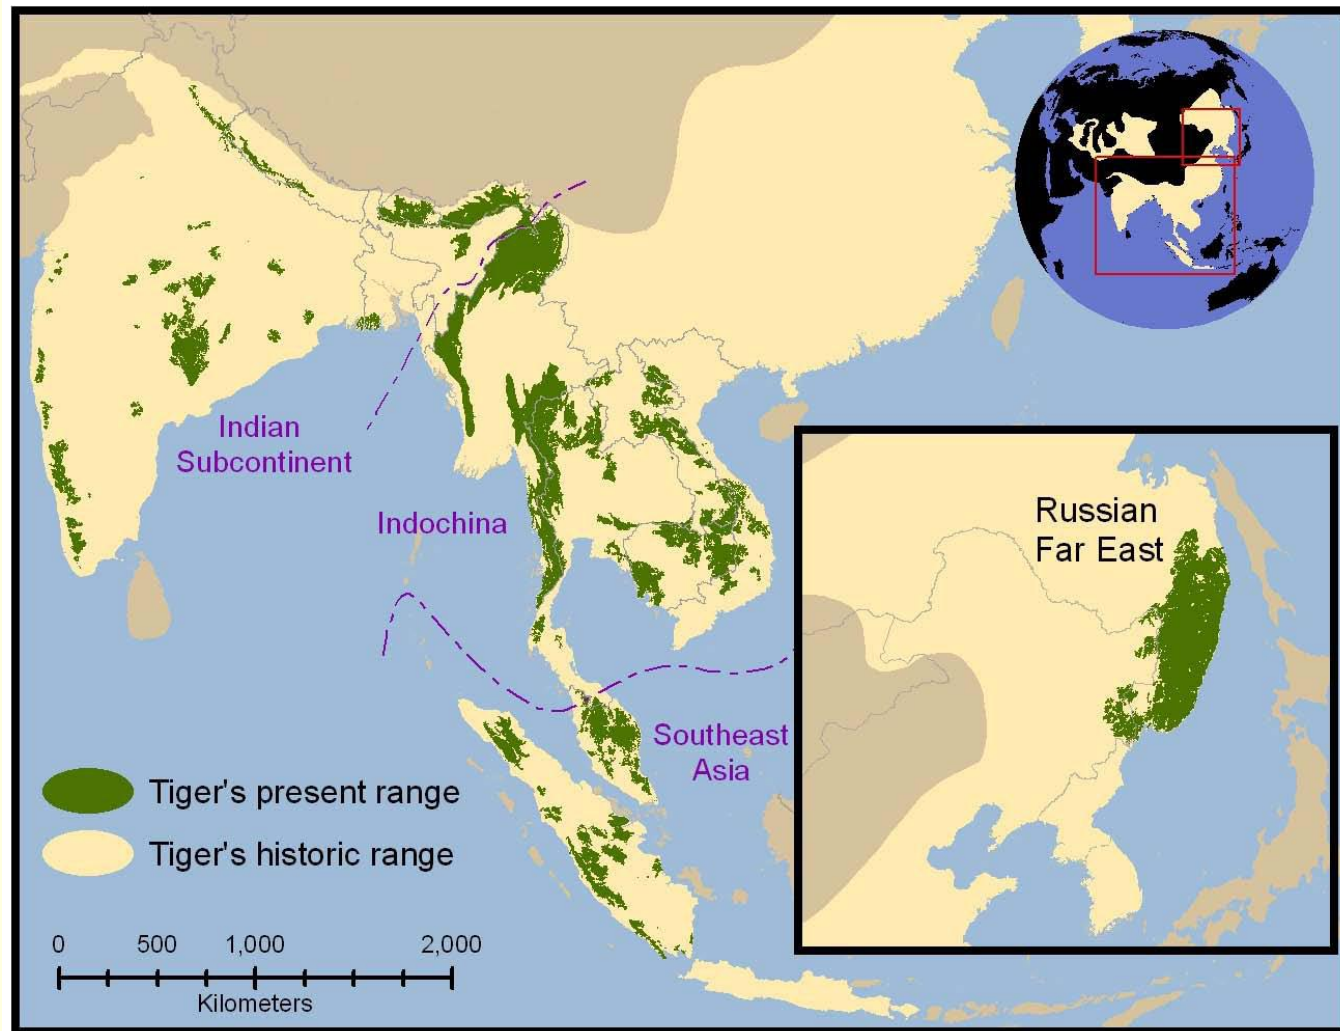 Indian
Subcontinent
Indochina
Southeast
Asia
Russian
Far East
Tiger's present range
Tiger's historic range
0 500 1,000 2,000
Kilometers